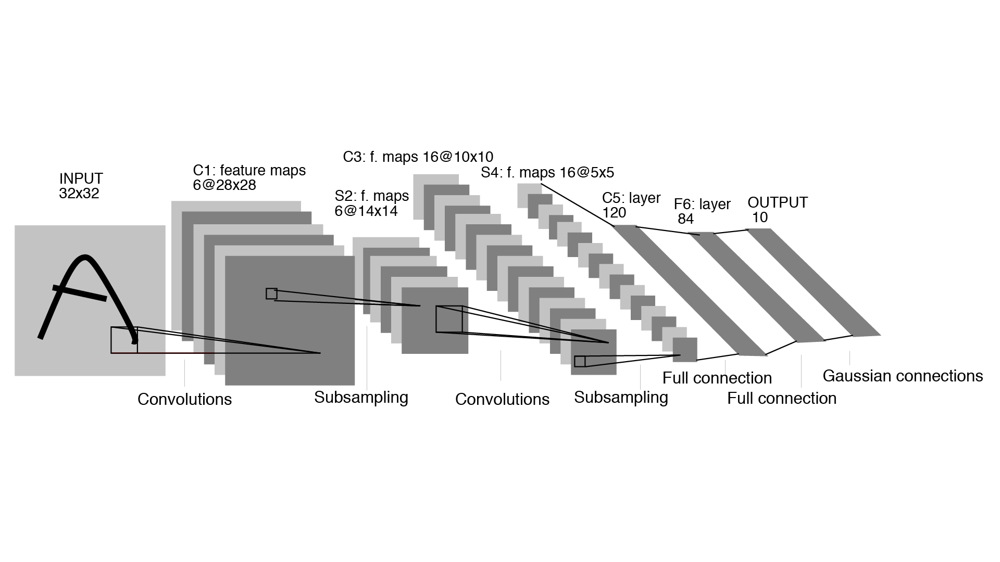 INPUT
32x32
C1: feature maps
6@28x28
S2: f. maps
6@14x14
C3: f. maps 16@10x10
S4: f. maps 16@5x5
C5: layer
120
F6: layer
84
OUTPUT
10
Convolutions
Subsampling
Convolutions
Subsampling
Full connection
Full connection
Gaussian connections
A